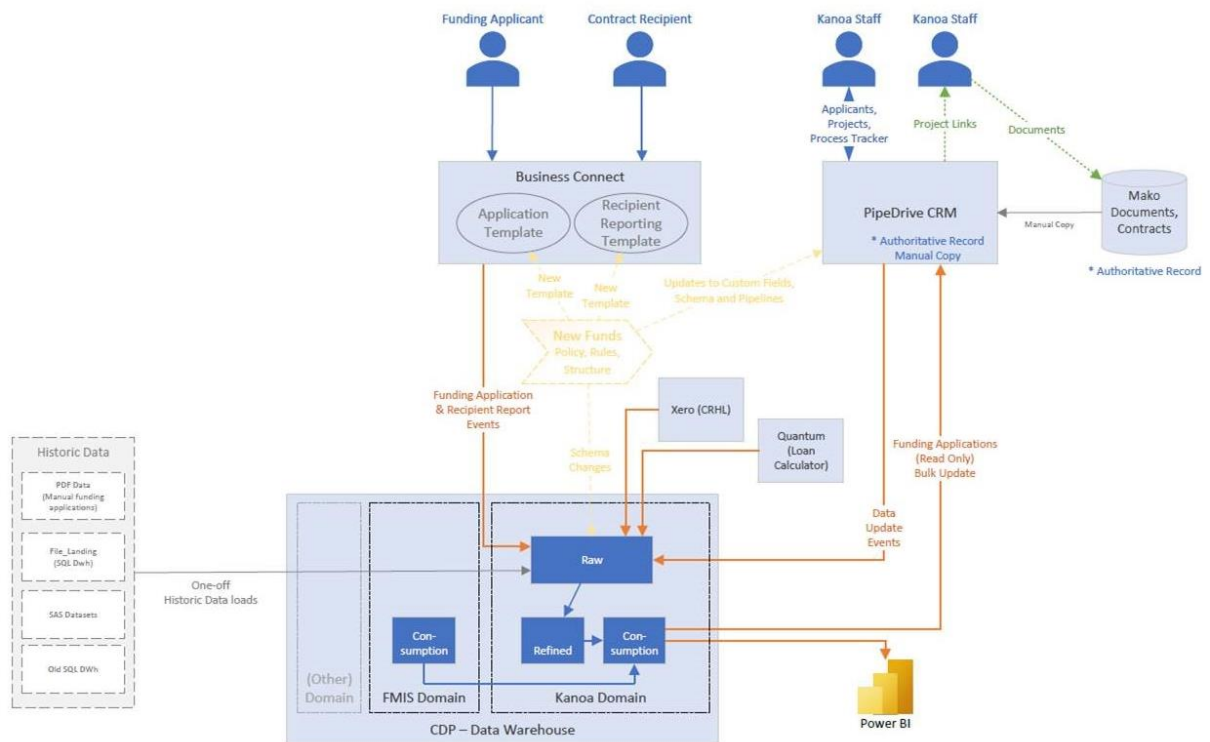 Funding Applicant
Contract Recipient
Kanoa Staff
Kanoa Staff
Applicants,
Projects,
Process Tracker
Project Links
Documents
Business Connect
Application
Template
Recipient
Reporting
Template
PipeDrive CRM
* Authoritative Record
Manual Copy
Manual Copy
Mako
Documents,
Contracts
* Authoritative Record
New
Template
New
Template
Updates to Custom Fields,
Schema and Pipelines
New Funds
Policy, Rules,
Structure
Funding Application
& Recipient Report
Events
Xero (CRHL)
Quantum
(Loan
Calculator)
Schema
Changes
Funding Applications
(Read Only)
Bulk Update
Data
Update
Events
Historic Data
PDF Data
(Manual funding
applications)
File_Landing
(SQL Dwh)
SAS Datasets
Old SQL DWh
One-off
Historic Data loads
Raw
Con-
sumption
Refined
Con-
sumption
(Other)
Domain
FMIS Domain
Kanoa Domain
CDP – Data Warehouse
Power BI